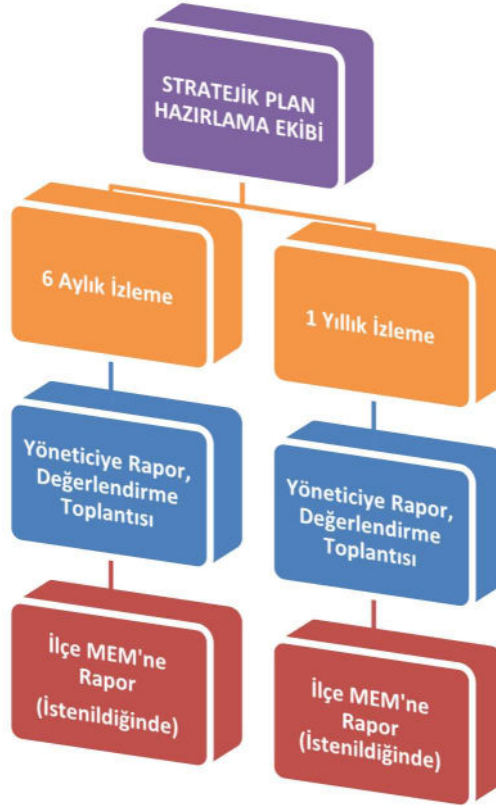 STRATEJİK PLAN
HAZIRLAMA EKİBİ
6 Aylık İzleme
1 Yıllık İzleme
Yöneticiye Rapor,
Değerlendirme
Toplantısı
Yöneticiye Rapor,
Değerlendirme
Toplantısı
İlçe MEM'ne
Rapor
(İstenildiğinde)
İlçe MEM'ne
Rapor
(İstenildiğinde)